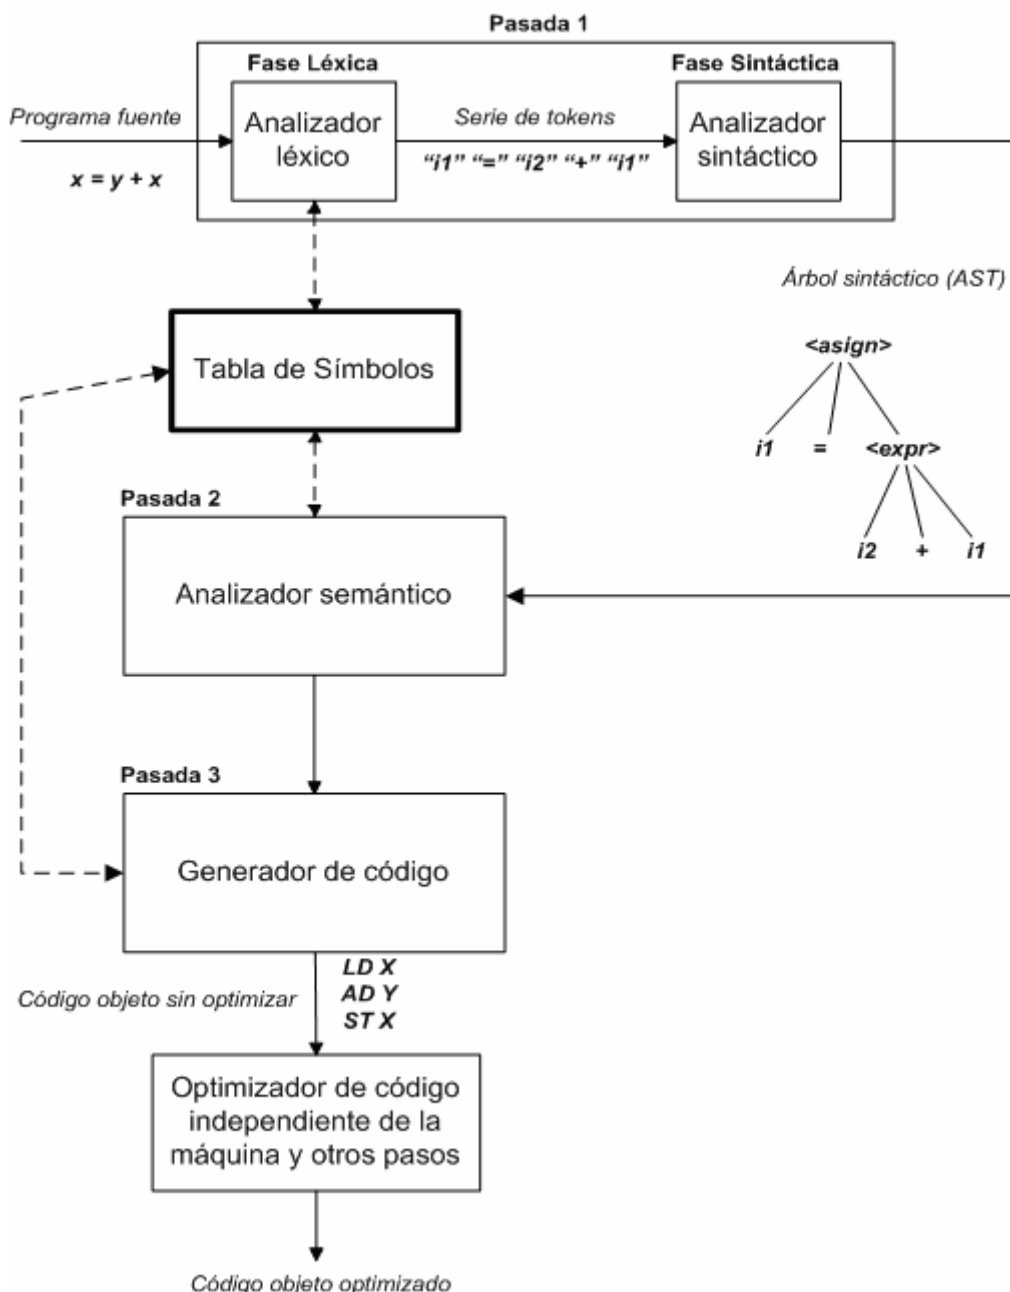 Pasada 1
Fase Léxica
Fase Sintáctica
Programa fuente
x = y + x
Analizador
léxico
Serie de tokens
“i1” “=” “i2” “+” “i1”
Analizador
sintáctico
Árbol sintáctico (AST)
<asign>
i1 = <expr>
i2 + i1
Tabla de Símbolos
Pasada 2
Analizador semántico
Pasada 3
Generador de código
Código objeto sin optimizar
LD X
AD Y
ST X
Optimizador de código
independiente de la
máquina y otros pasos
Código objeto optimizado